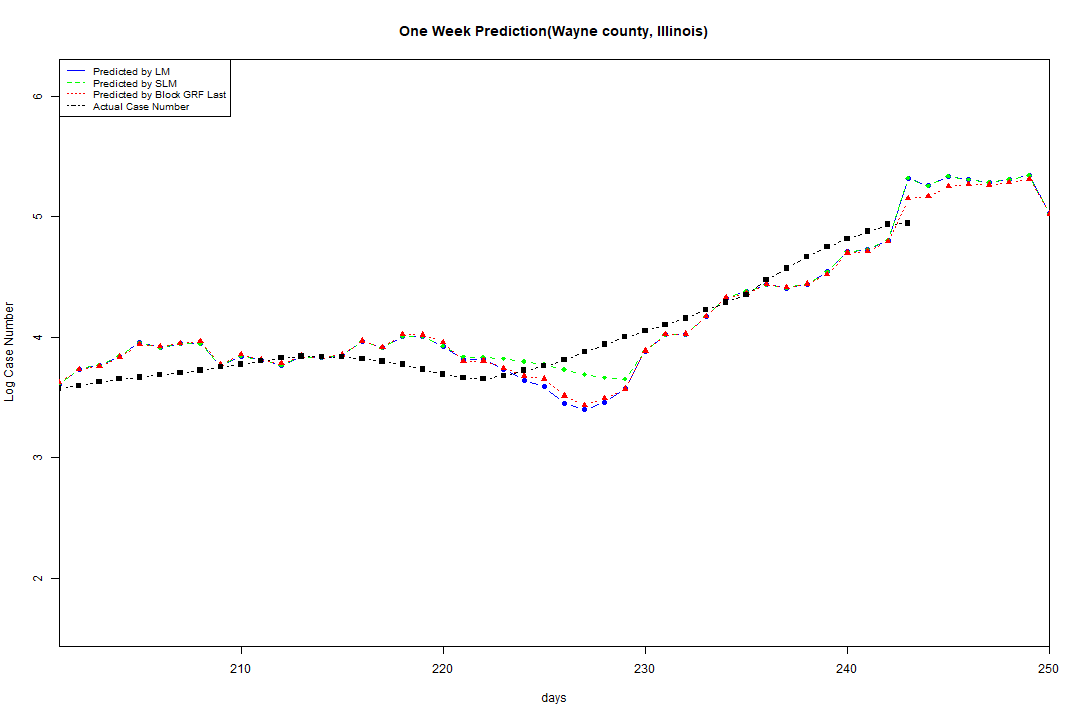 One Week Prediction(Wayne county, Illinois)
Predicted by LM
Predicted by SLM
Predicted by Block GRF Last
Actual Case Number
6
5
4
3
2
Log Case Number
210 220 230 240 250
days